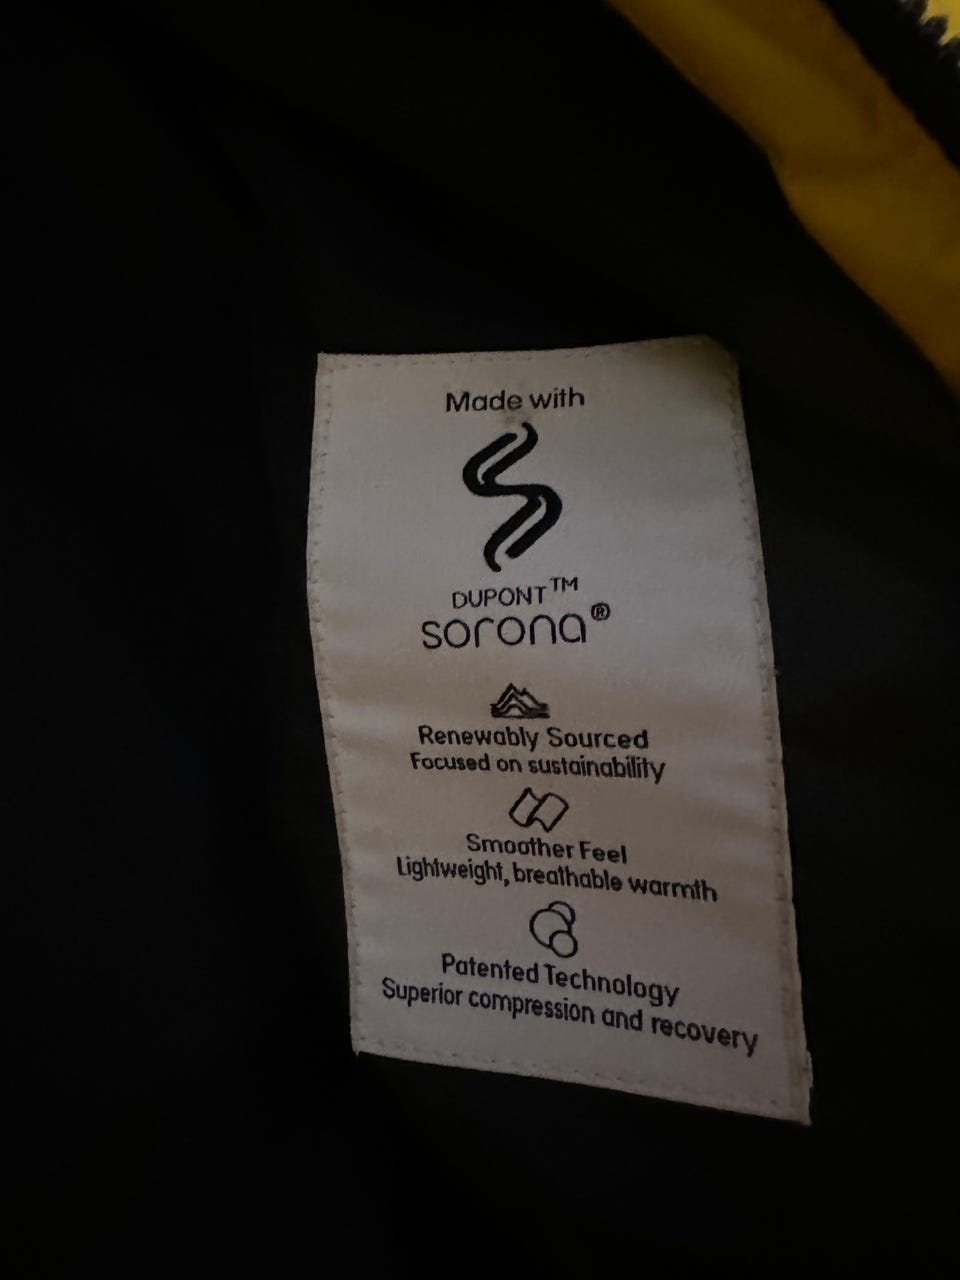 Made with
DUPONT™
sorona®
Renewably Sourced
Focused on sustainability
Smoother Feel
Lightweight, breathable warmth
Patented Technology
Superior compression and recovery